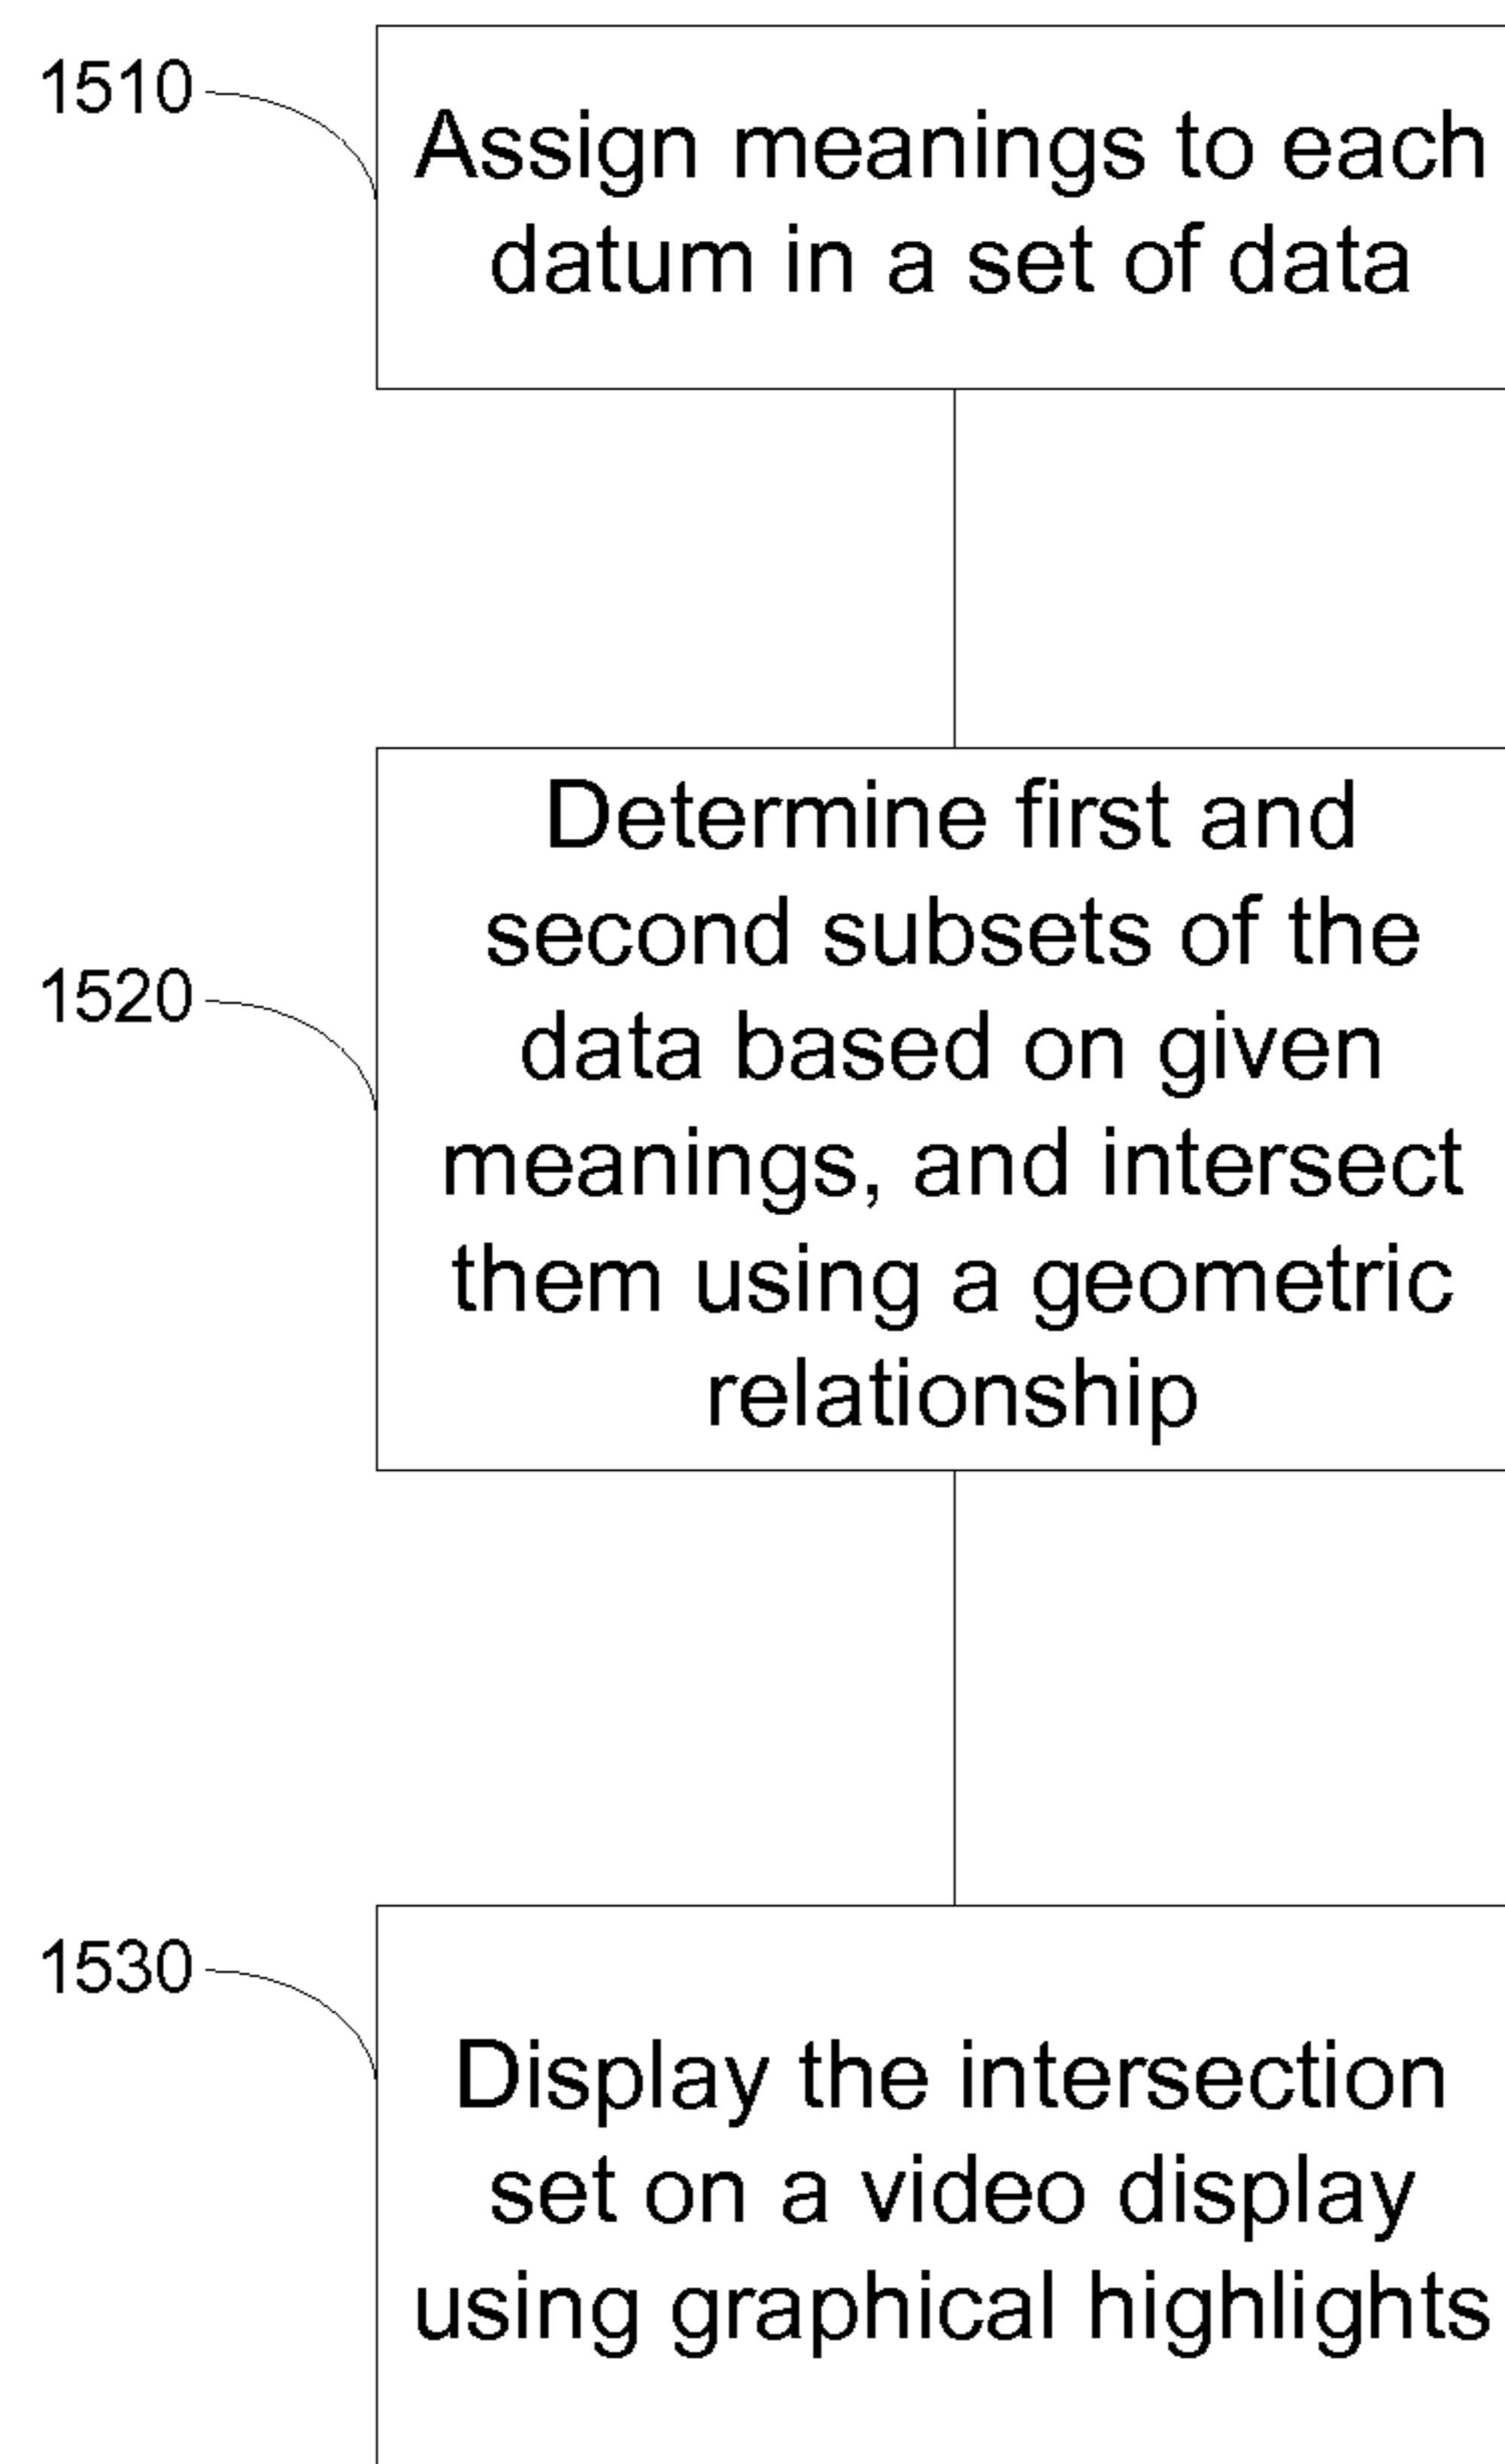 1510
Assign meanings to each
datum in a set of data
1520
Determine first and
second subsets of the
data based on given
meanings, and intersect
them using a geometric
relationship
1530
Display the intersection
set on a video display
using graphical highlights